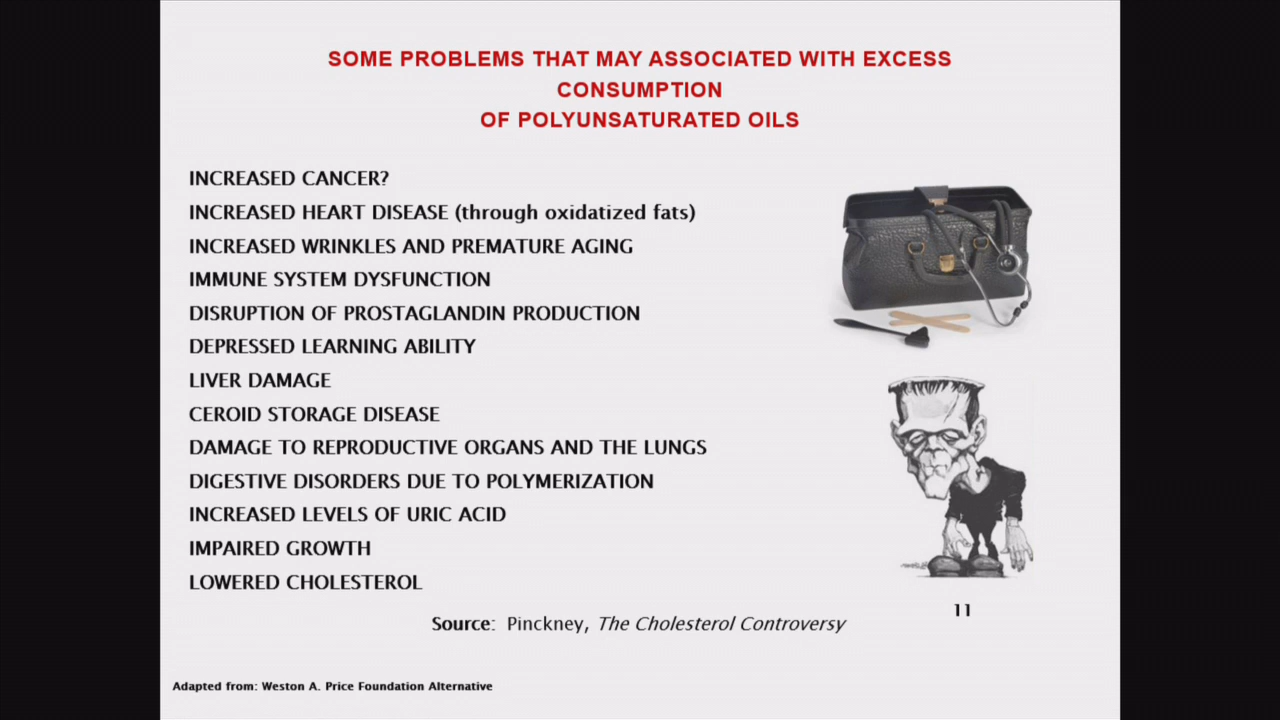 SOME PROBLEMS THAT MAY ASSOCIATED WITH EXCESS
CONSUMPTION
OF POLYUNSATURATED OILS
INCREASED CANCER?
INCREASED HEART DISEASE (through oxidatized fats)
INCREASED WRINKLES AND PREMATURE AGING
IMMUNE SYSTEM DYSFUNCTION
DISRUPTION OF PROSTAGLANDIN PRODUCTION
DEPRESSED LEARNING ABILITY
LIVER DAMAGE
CEROID STORAGE DISEASE
DAMAGE TO REPRODUCTIVE ORGANS AND THE LUNGS
DIGESTIVE DISORDERS DUE TO POLYMERIZATION
INCREASED LEVELS OF URIC ACID
IMPAIRED GROWTH
LOWERED CHOLESTEROL
11
Source: Pinckney, The Cholesterol Controversy
Adapted from: Weston A. Price Foundation Alternative